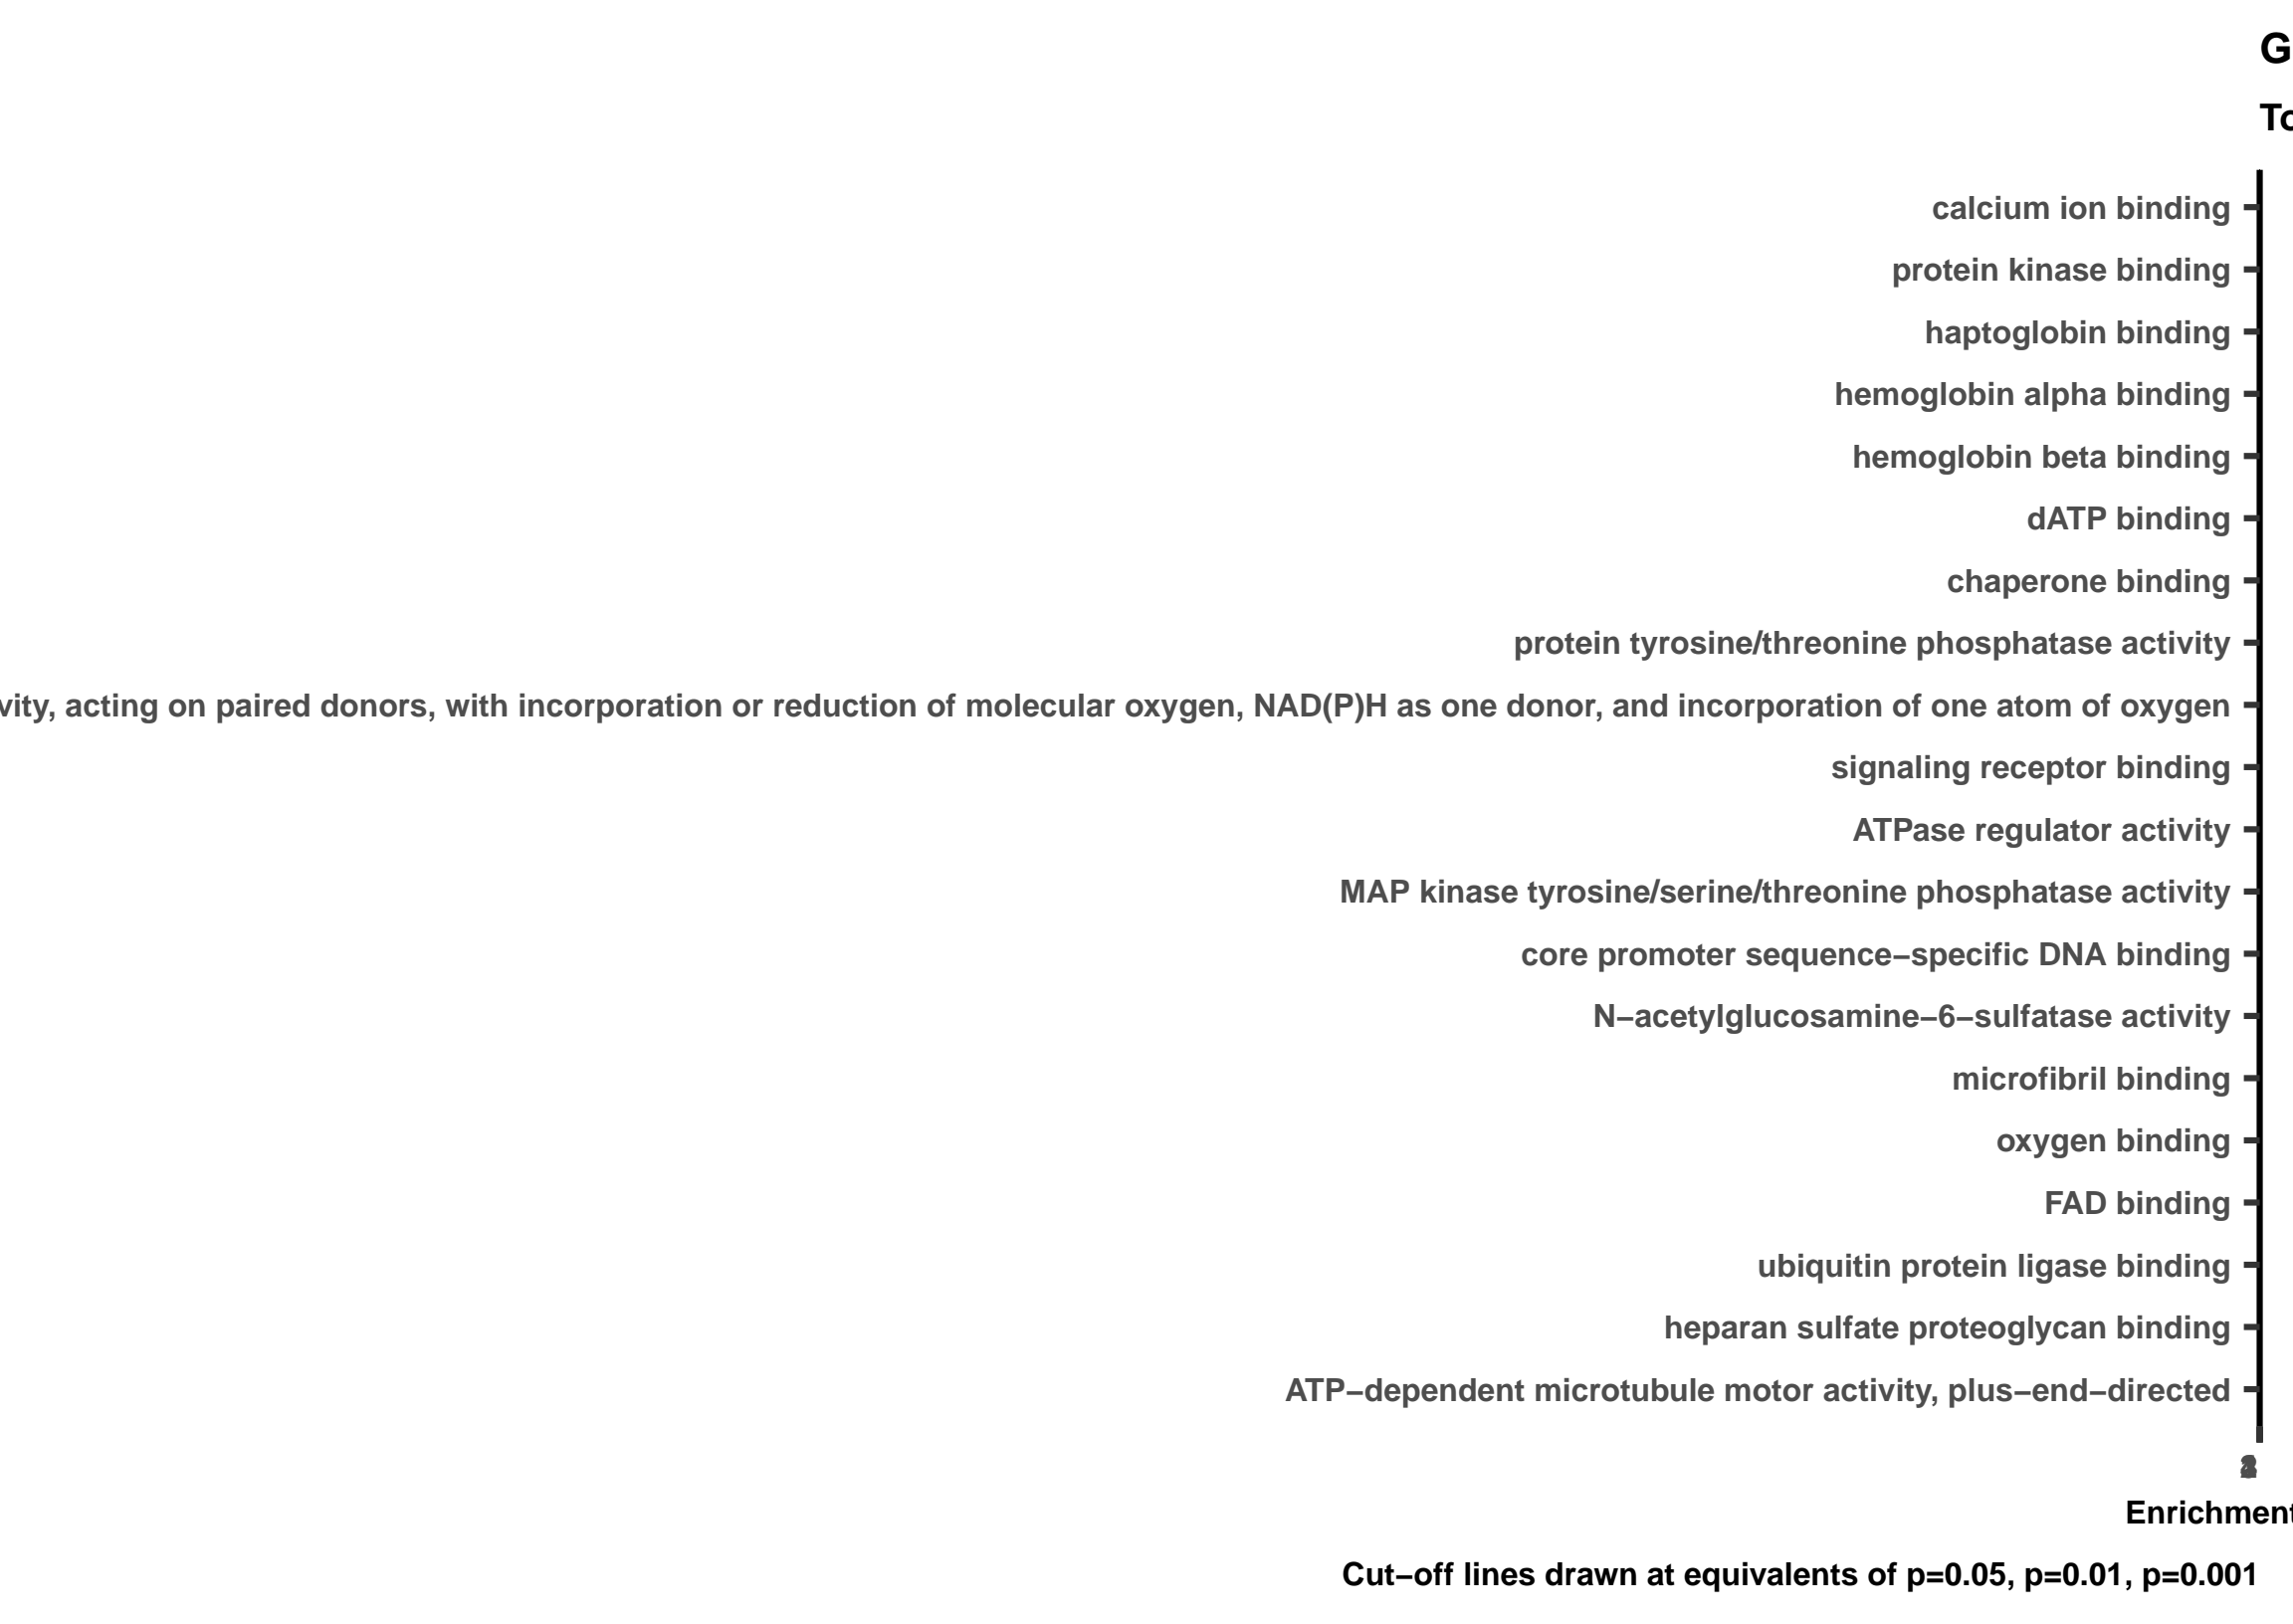 G
To
calcium ion binding
protein kinase binding
haptoglobin binding
hemoglobin alpha binding
hemoglobin beta binding
dATP binding
chaperone binding
protein tyrosine/threonine phosphatase activity
vity, acting on paired donors, with incorporation or reduction of molecular oxygen, NAD(P)H as one donor, and incorporation of one atom of oxygen
signaling receptor binding
ATPase regulator activity
MAP kinase tyrosine/serine/threonine phosphatase activity
core promoter sequence−specific DNA binding
N−acetylglucosamine−6−sulfatase activity
microfibril binding
oxygen binding
FAD binding
ubiquitin protein ligase binding
heparan sulfate proteoglycan binding
ATP−dependent microtubule motor activity, plus−end−directed
Enrichment
Cut−off lines drawn at equivalents of p=0.05, p=0.01, p=0.001